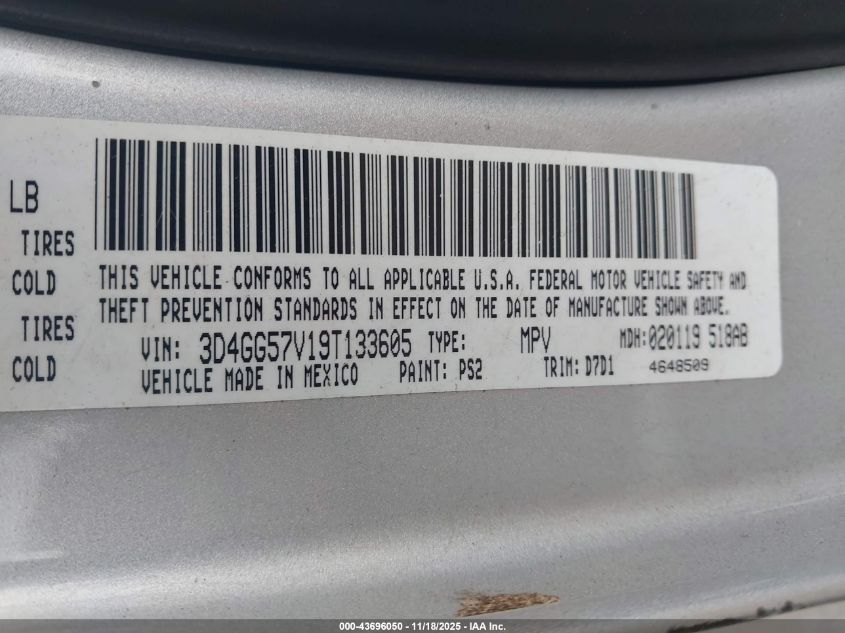 LB
TIRES
COLD
TIRES
COLD
THIS VEHICLE CONFORMS TO ALL APPLICABLE U.S.A. FEDERAL MOTOR VEHICLE SAFETY AND
THEFT PREVENTION STANDARDS IN EFFECT ON THE DATE OF MANUFACTURE SHOWN ABOVE.
VIN: 3D4GG57V19T133605 TYPE: MPV MDH:020119 518AB
VEHICLE MADE IN MEXICO PAINT: PS2 TRIM: D7D1 4648509
000-43696050 - 11/18/2025 - IAA Inc.